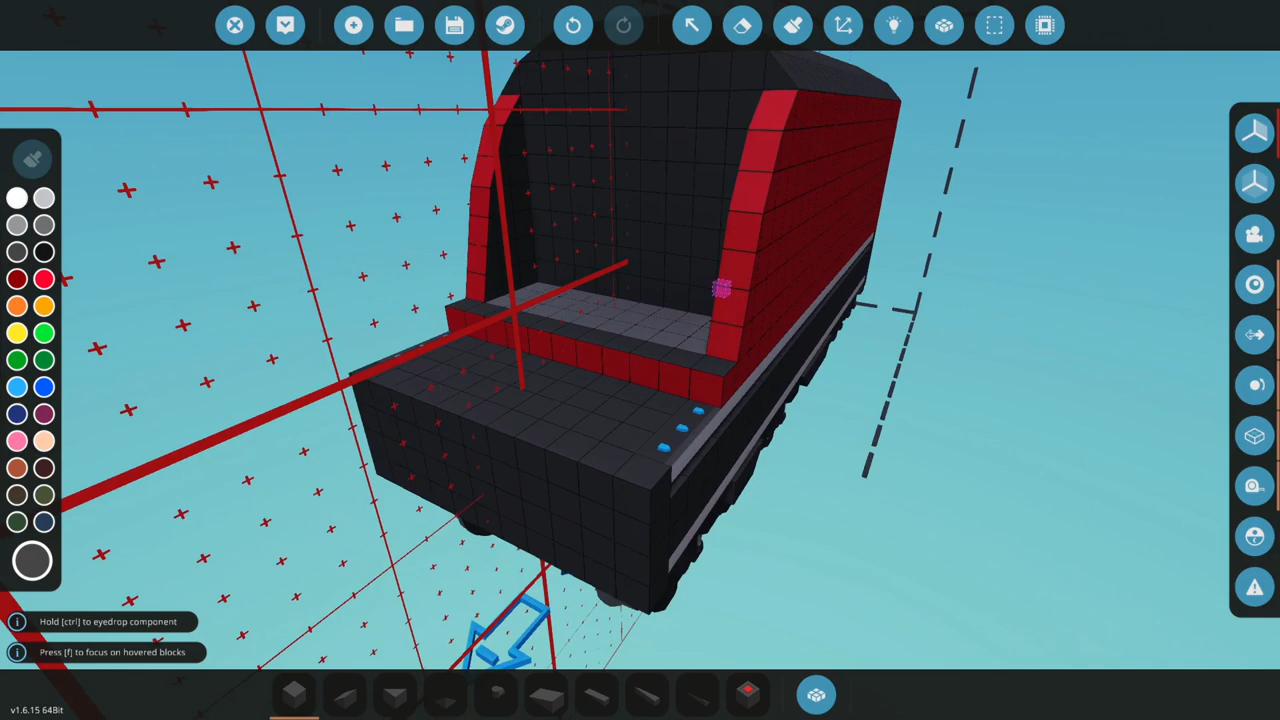 Hold [ctrl] to eyedrop component
Press [f] to focus on hovered blocks
v1.6.15 64Bit